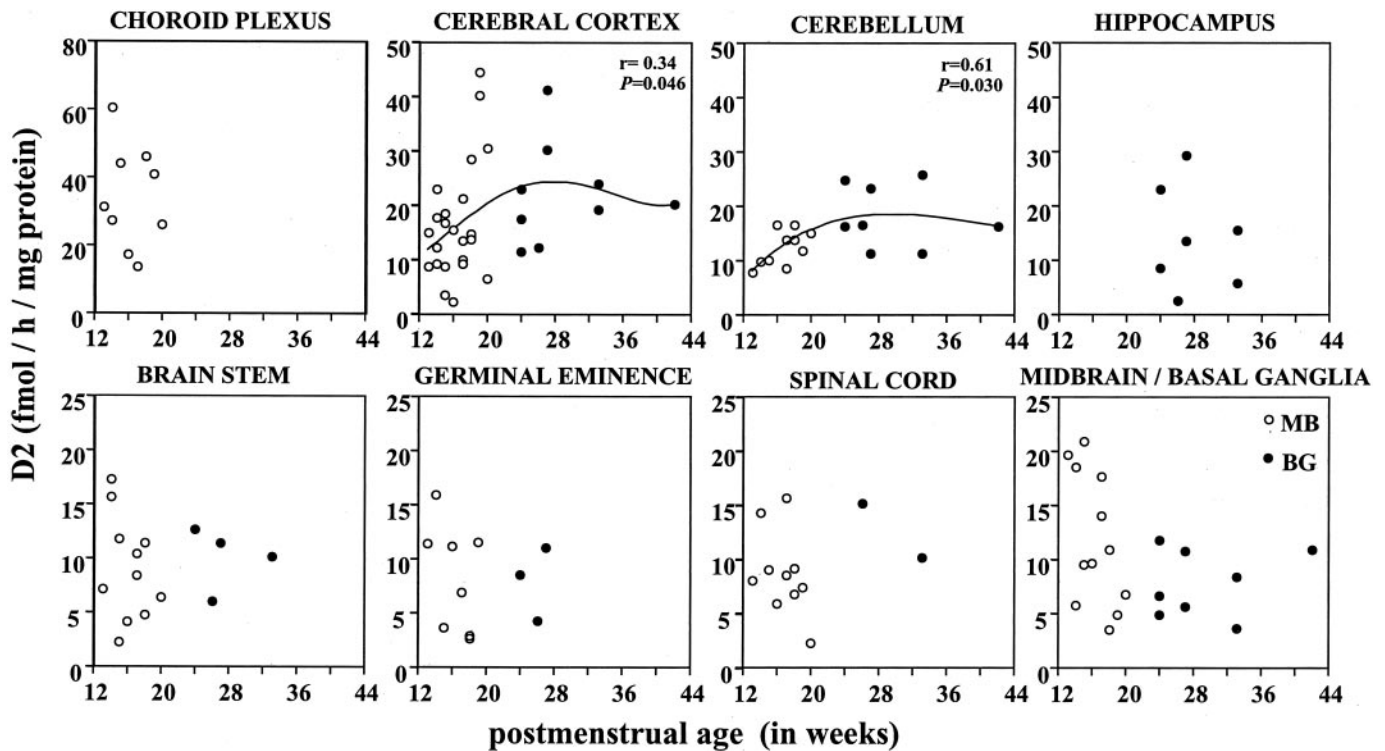 CHOROID PLEXUS CEREBRAL CORTEX CEREBELLUM HIPPOCAMPUS
80 60 40 20 0
50 40 30 20 10 0
r= 0.34
P=0.046
50 40 30 20 10 0
r=0.61
P=0.030
50 40 30 20 10 0
12 20 28 36 44 12 20 28 36 44 12 20 28 36 44 12 20 28 36 44
D2 (fmol / h / mg protein)
BRAIN STEM GERMINAL EMINENCE SPINAL CORD MIDBRAIN / BASAL GANGLIA
25 20 15 10 5 0
25 20 15 10 5 0
25 20 15 10 5 0
25 20 15 10 5 0
MB
BG
12 20 28 36 44 12 20 28 36 44 12 20 28 36 44 12 20 28 36 44
postmenstrual age (in weeks)